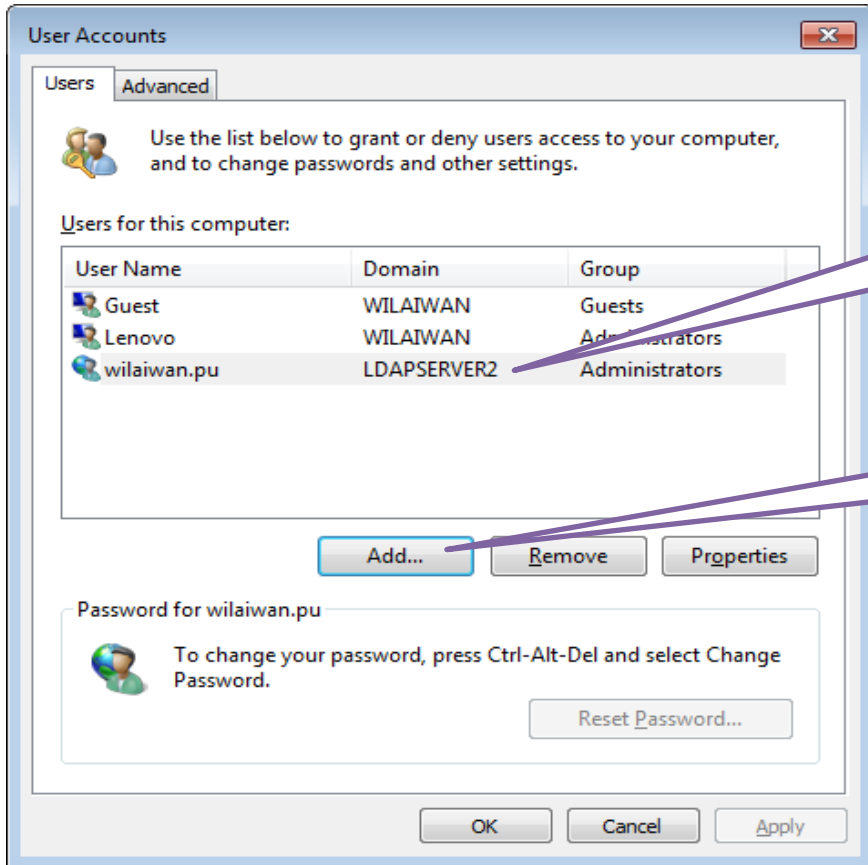 User Accounts
Users Advanced
Use the list below to grant or deny users access to your computer,
and to change passwords and other settings.
Users for this computer:
User Name Domain Group
Guest WILAIWAN Guests
Lenovo WILAIWAN Administrators
wilaiwan.pu LDAPSERVER2 Administrators
Add... Remove Properties
Password for wilaiwan.pu
To change your password, press Ctrl-Alt-Del and select Change
Password.
Reset Password...
OK Cancel Apply